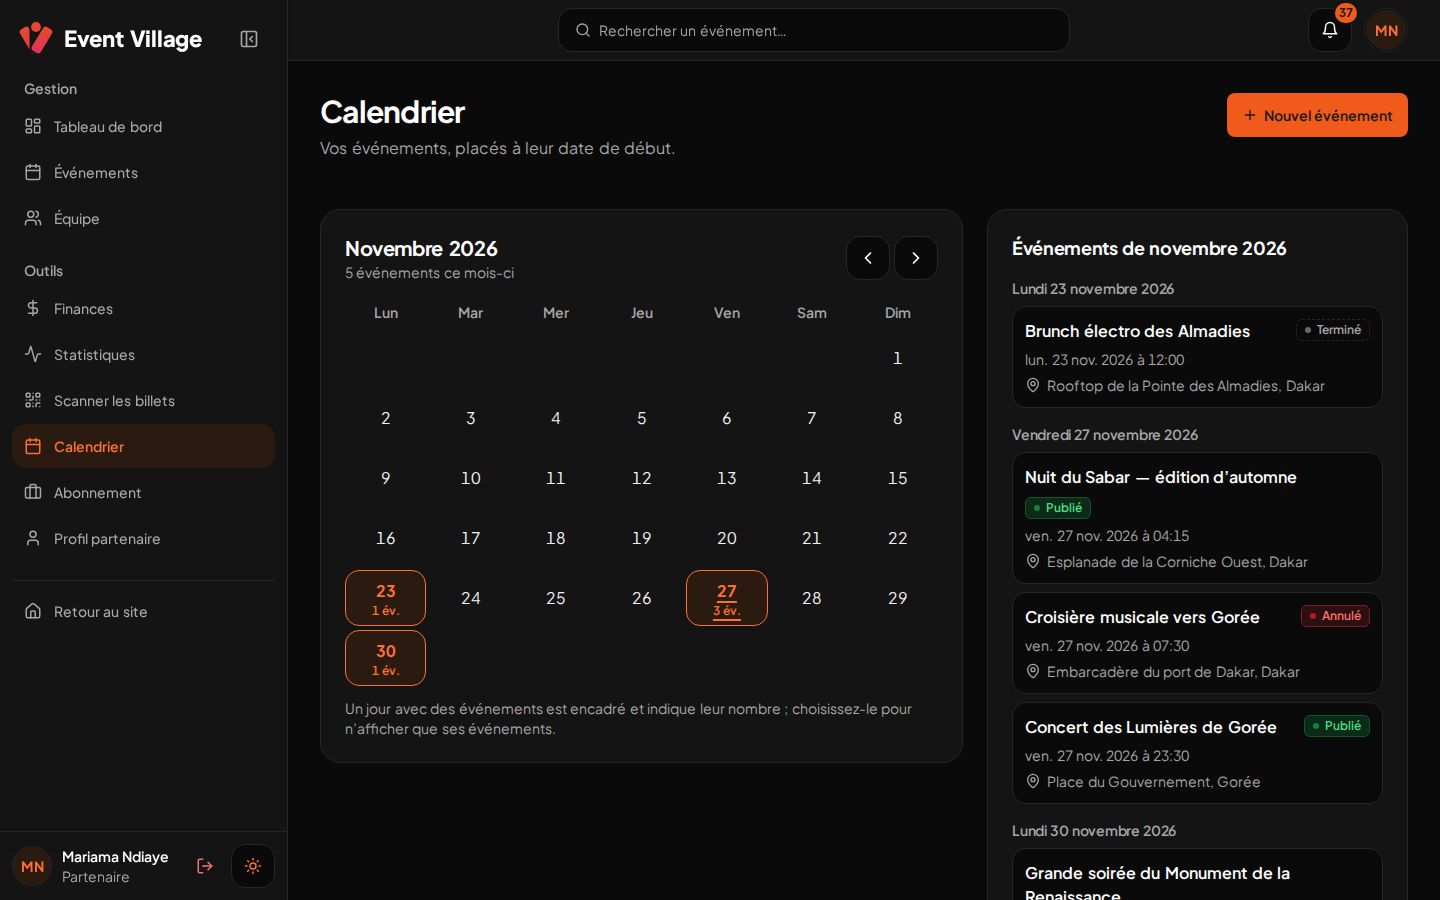 Event Village
Gestion
Tableau de bord
Événements
Équipe
Outils
Finances
Statistiques
Scanner les billets
Calendrier
Abonnement
Profil partenaire
Retour au site
MN
Mariama Ndiaye
Partenaire
Rechercher un événement...
37
MN
Calendrier
Vos événements, placés à leur date de début.
Nouvel événement
Novembre 2026
5 événements ce mois-ci
Lun Mar Mer Jeu Ven Sam Dim
1
2 3 4 5 6 7 8
9 10 11 12 13 14 15
16 17 18 19 20 21 22
23 24 25 26 27 28 29
1 év. 3 év.
30
1 év.
Un jour avec des événements est encadré et indique leur nombre ; choisissez-le pour
n’afficher que ses événements.
Événements de novembre 2026
Lundi 23 novembre 2026
Brunch électro des Almadies Terminé
lun. 23 nov. 2026 à 12:00
Rooftop de la Pointe des Almadies, Dakar
Vendredi 27 novembre 2026
Nuit du Sabar — édition d’automne
Publié
ven. 27 nov. 2026 à 04:15
Esplanade de la Corniche Ouest, Dakar
Croisière musicale vers Gorée Annulé
ven. 27 nov. 2026 à 07:30
Embarcadère du port de Dakar, Dakar
Concert des Lumières de Gorée Publié
ven. 27 nov. 2026 à 23:30
Place du Gouvernement, Gorée
Lundi 30 novembre 2026
Grande soirée du Monument de la
Renaissance